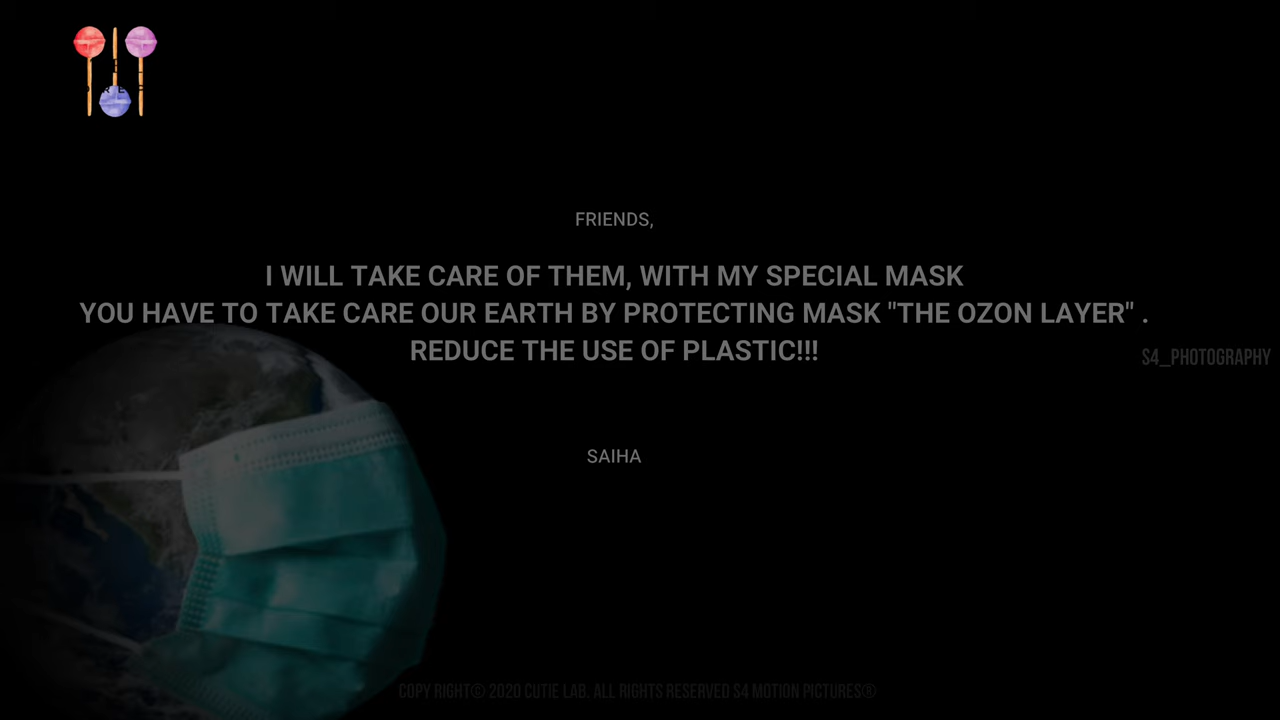 FRIENDS,
I WILL TAKE CARE OF THEM, WITH MY SPECIAL MASK
YOU HAVE TO TAKE CARE OUR EARTH BY PROTECTING MASK "THE OZON LAYER" .
REDUCE THE USE OF PLASTIC!!!
S4_PHOTOGRAPHY
SAIHA
COPY RIGHT© 2020 CUTIE LAB. ALL RIGHTS RESERVED S4 MOTION PICTURES®